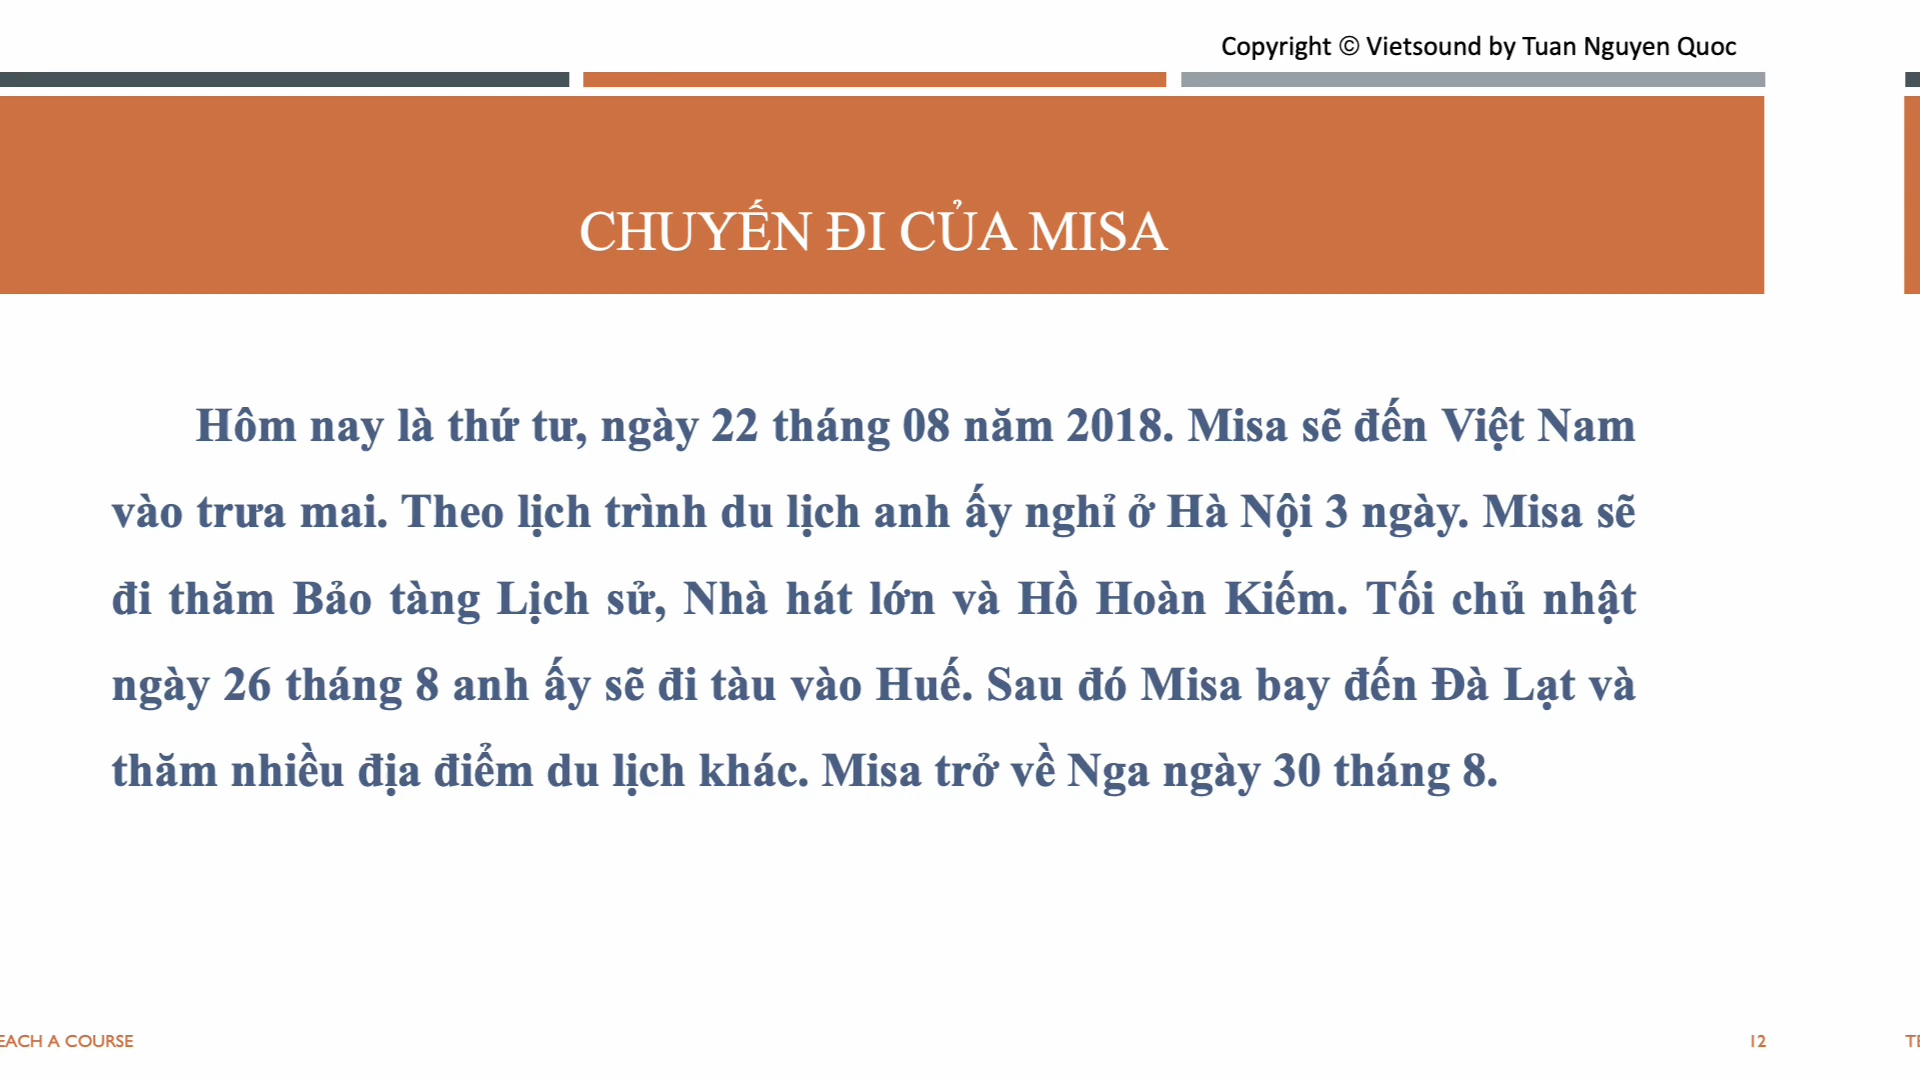 Copyright © Vietsound by Tuan Nguyen Quoc
CHUYẾN ĐI CỦA MISA
Hôm nay là thứ tư, ngày 22 tháng 08 năm 2018. Misa sẽ đến Việt Nam
vào trưa mai. Theo lịch trình du lịch anh ấy nghỉ ở Hà Nội 3 ngày. Misa sẽ
đi thăm Bảo tàng Lịch sử, Nhà hát lớn và Hồ Hoàn Kiếm. Tối chủ nhật
ngày 26 tháng 8 anh ấy sẽ đi tàu vào Huế. Sau đó Misa bay đến Đà Lạt và
thăm nhiều địa điểm du lịch khác. Misa trở về Nga ngày 30 tháng 8.
EACH A COURSE
12